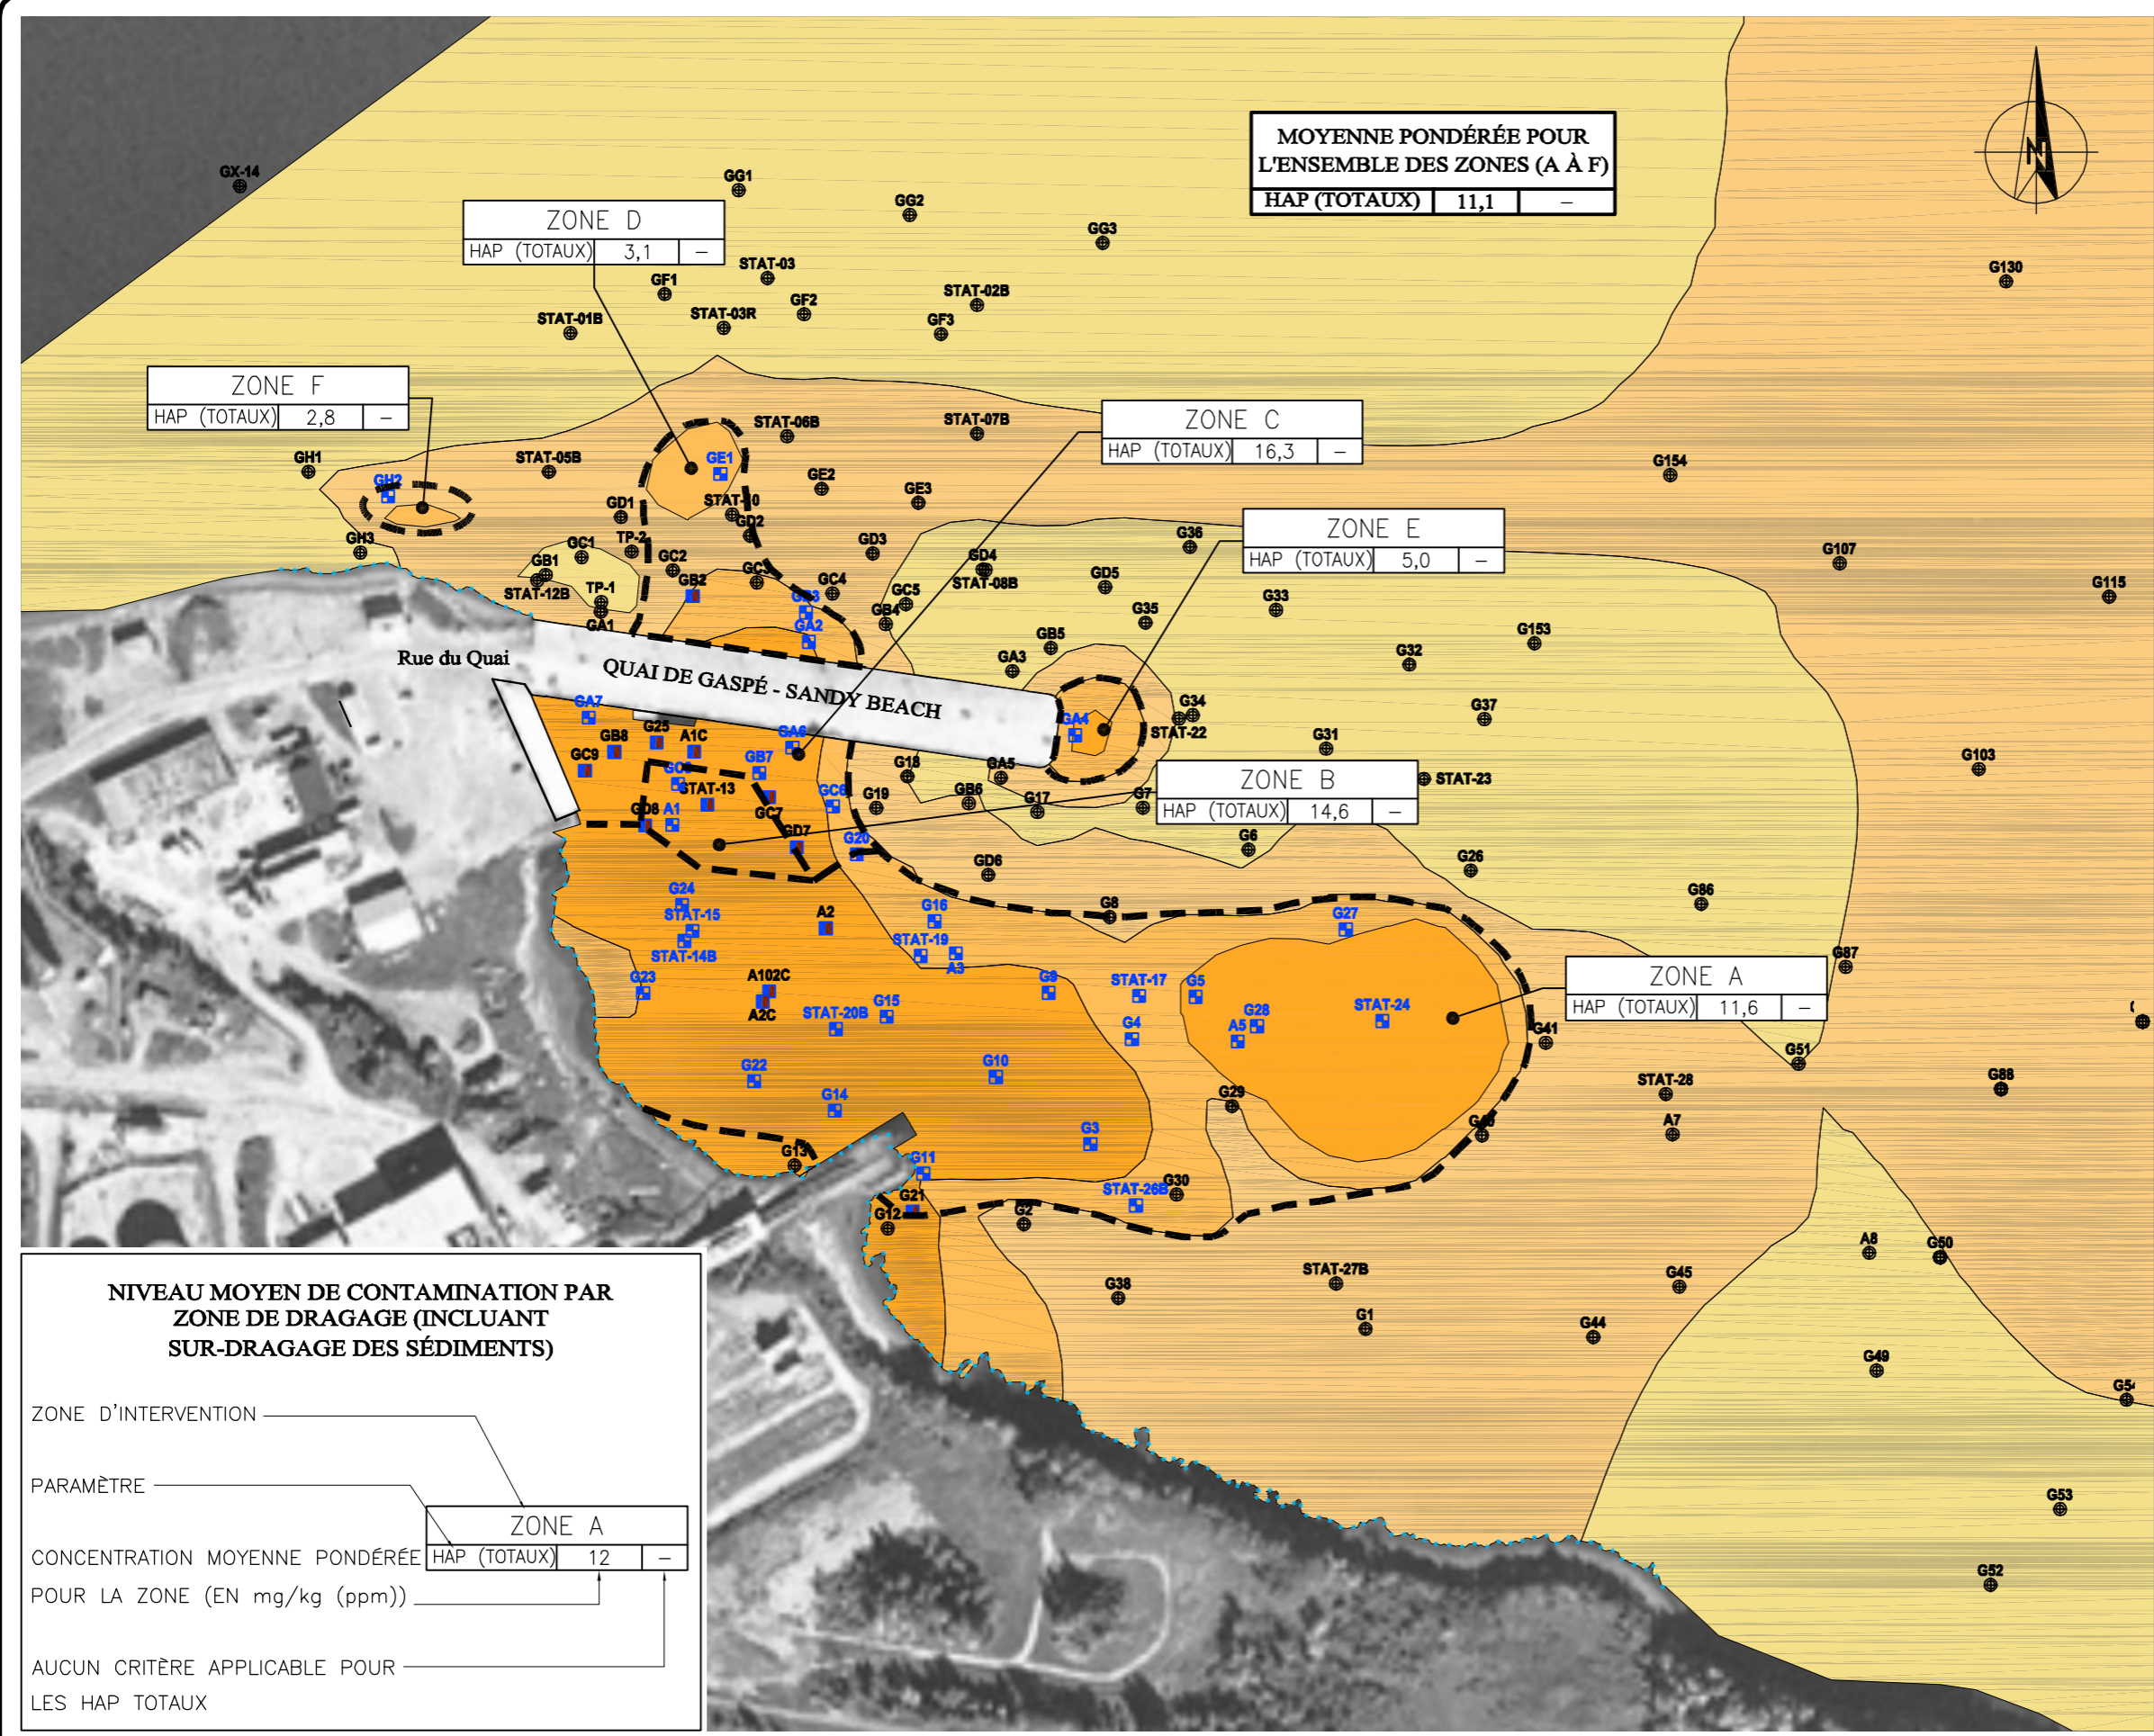 MOYENNE PONDÉRÉE POUR
L'ENSEMBLE DES ZONES (A À F)
HAP (TOTAUX) 11,1 –
N
GX-14
GG1
GG2
GG3
G130
ZONE D
HAP (TOTAUX) 3,1 –
STAT-03
GF1
GF2
STAT-02B
STAT-01B
STAT-03R
GF3
ZONE F
HAP (TOTAUX) 2,8 –
ZONE C
HAP (TOTAUX) 16,3 –
STAT-06B
STAT-07B
GH1
GH2
STAT-05B
GE1
GE2
GE3
G154
GD1
STAT-10
GD2
ZONE E
HAP (TOTAUX) 5,0 –
GH3
GB1
GC1
TP-2
GC2
GD3
GD4
G36
G107
STAT-12B
TP-1
GB2
GC3
GC4
GC5
STAT-08B
GD5
G115
GA1
GB3
GB4
G35
G33
GA2
GB5
G153
Rue du Quai
QUAI DE GASPÉ - SANDY BEACH
GA3
G32
GA7
G34
G37
GA4
STAT-22
GB8
G25
A1C
GA6
G31
GC9
GB7
G18
GA5
G103
ZONE B
HAP (TOTAUX) 14,6 –
STAT-23
STAT-13
GC7
GC6
G19
GB6
G17
G7
GD8
A1
GD7
G20
G6
GD6
G26
G24
STAT-15
A2
G16
G8
G27
G86
STAT-14B
STAT-19
A3
G87
ZONE A
HAP (TOTAUX) 11,6 –
G23
A102C
A2C
STAT-20B
G15
G9
STAT-17
G5
G4
G28
A5
STAT-24
G41
G51
G22
G10
STAT-28
G88
G14
G29
A7
G3
G13
G11
G30
STAT-26B
G21
G12
G2
A8
G50
STAT-27B
G45
G38
G1
G44
G49
G53
G52
NIVEAU MOYEN DE CONTAMINATION PAR
ZONE DE DRAGAGE (INCLUANT
SUR-DRAGAGE DES SÉDIMENTS)
ZONE D'INTERVENTION
PARAMÈTRE
ZONE A
CONCENTRATION MOYENNE PONDÉRÉE HAP (TOTAUX) 12 –
POUR LA ZONE (EN mg/kg (ppm))
AUCUN CRITÈRE APPLICABLE POUR
LES HAP TOTAUX